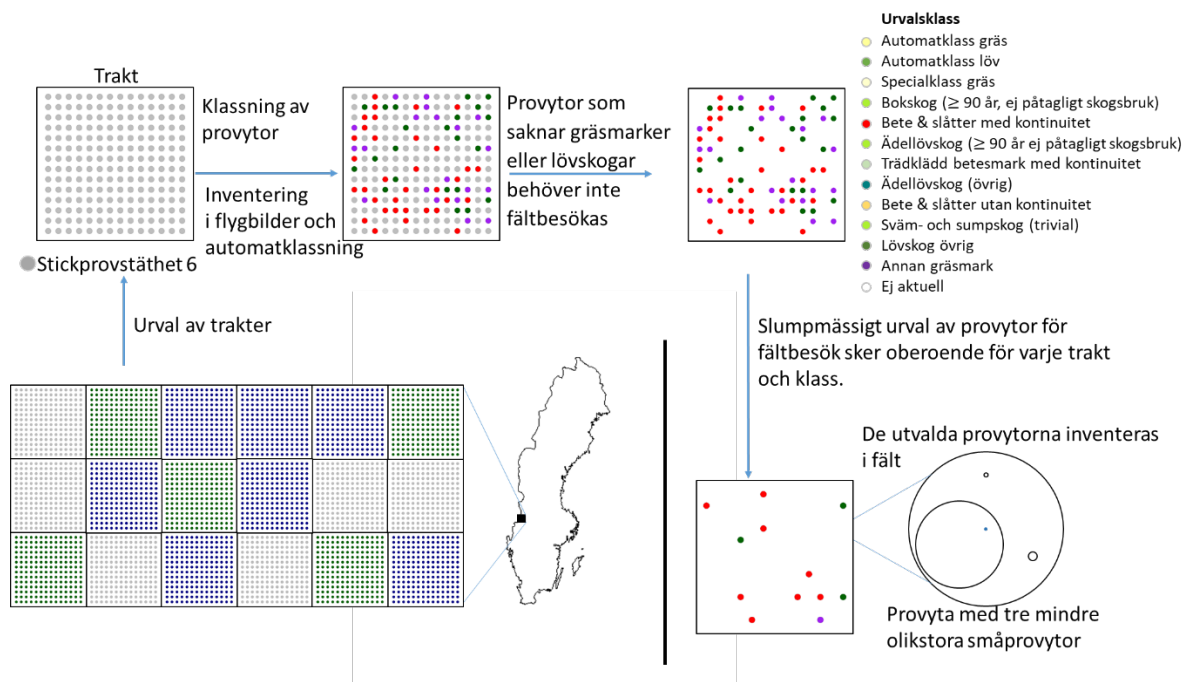 Trakt
Klassning av
provytor
Inventering
i flygbilder och
automatklassning
Provytor som
saknar gräsmarker
eller lövskogar
behöver inte
fältbesökas
Urvalsklass
Automatklass gräs
Automatklass löv
Specialklass gräs
Bokskog (≥ 90 år, ej påtagligt skogsbruk)
Bete & slåtter med kontinuitet
Ädellövskog (≥ 90 år ej påtagligt skogsbruk)
Trädklädd betesmark med kontinuitet
Ädellövskog (övrig)
Bete & slåtter utan kontinuitet
Sväm- och sumpskog (trivial)
Lövskog övrig
Annan gräsmark
Ej aktuell
Stickprovstäthet 6
Urval av trakter
Slumpmässigt urval av provytor för
fältbesök sker oberoende för varje trakt
och klass.
De utvalda provytorna inventeras
i fält
Provyta med tre mindre
olikstora småprovytor